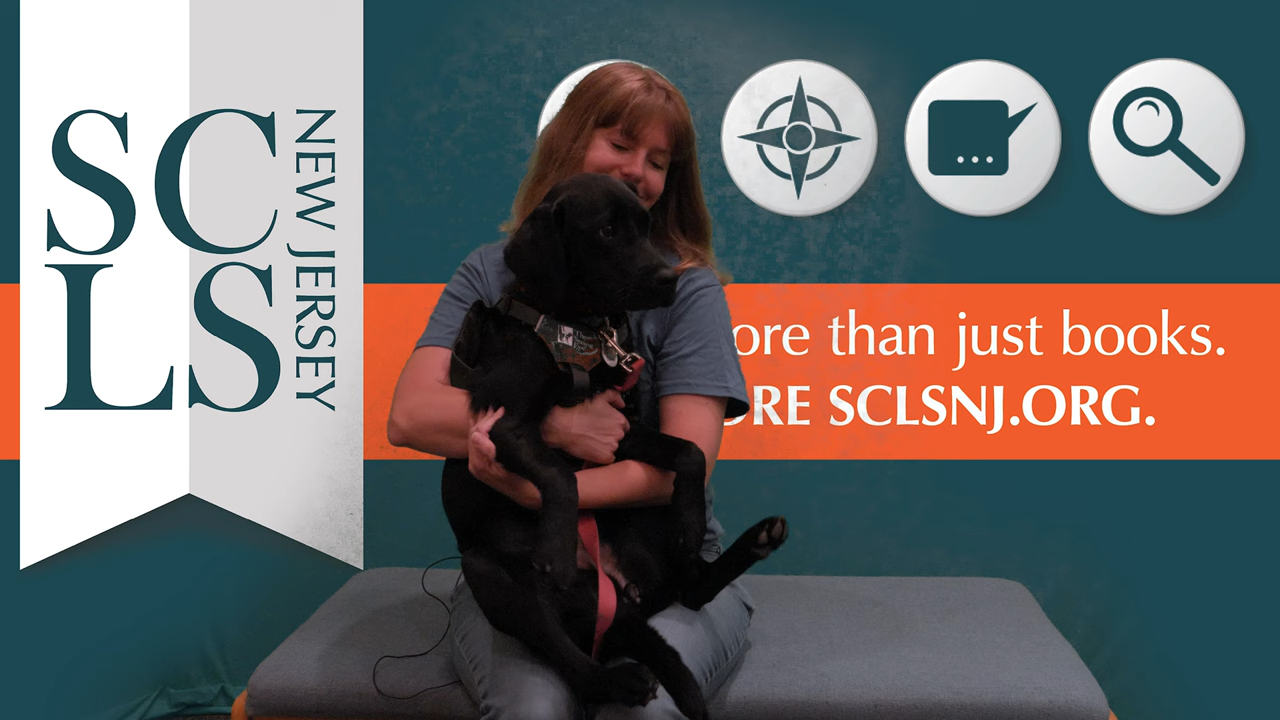 SC
LS
NEW JERSEY
ore than just books.
ORE SCLSNJ.ORG.